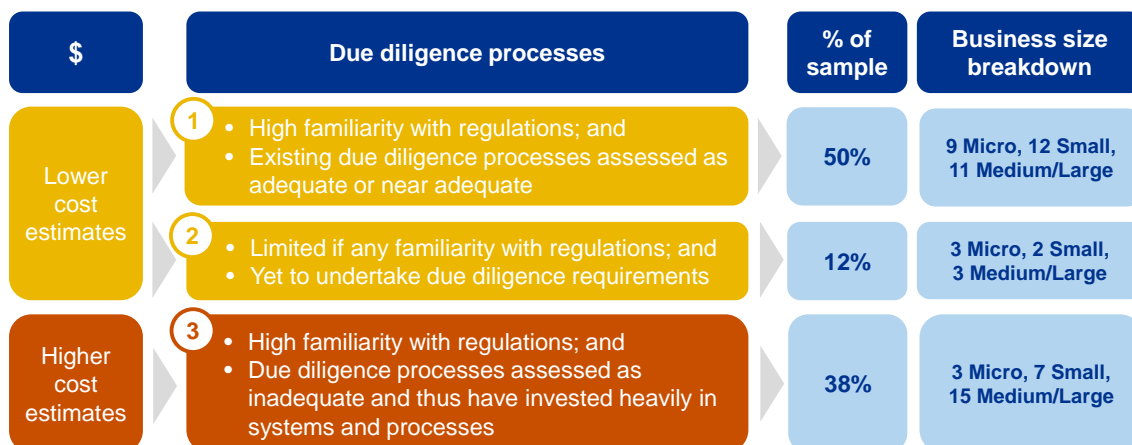 $
Due diligence processes
% of
sample
Business size
breakdown
Lower
cost
estimates
1
• High familiarity with regulations; and
• Existing due diligence processes assessed as
adequate or near adequate
50%
9 Micro, 12 Small,
11 Medium/Large
2
• Limited if any familiarity with regulations; and
• Yet to undertake due diligence requirements
12%
3 Micro, 2 Small,
3 Medium/Large
Higher
cost
estimates
3
• High familiarity with regulations; and
• Due diligence processes assessed as
inadequate and thus have invested heavily in
systems and processes
38%
3 Micro, 7 Small,
15 Medium/Large